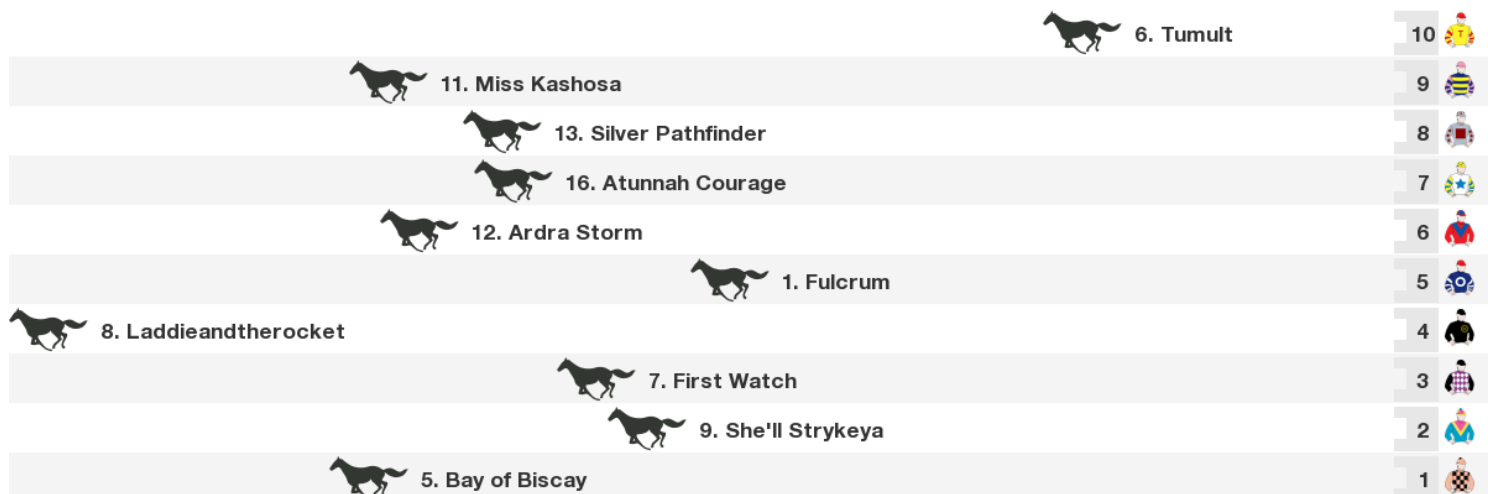 6. Tumult 10
11. Miss Kashosa 9
13. Silver Pathfinder 8
16. Atunnah Courage 7
12. Ardra Storm 6
1. Fulcrum 5
8. Laddieandtherocket 4
7. First Watch 3
9. She'll Strykeya 2
5. Bay of Biscay 1